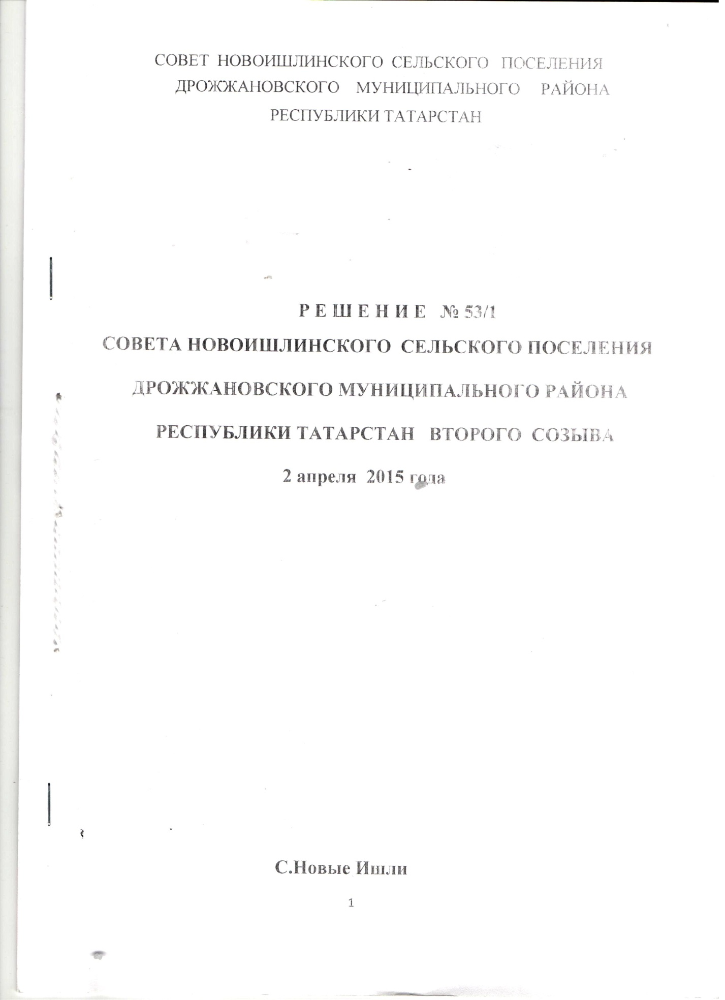 СОВЕТ НОВОИШЛИНСКОГО СЕЛЬСКОГО ПОСЕЛЕНИЯ
ДРОЖЖАНОВСКОГО МУНИЦИПАЛЬНОГО РАЙОНА
РЕСПУБЛИКИ ТАТАРСТАН
Р Е Ш Е Н И Е № 53/1
СОВЕТА НОВОИШЛИНСКОГО СЕЛЬСКОГО ПОСЕЛЕНИЯ
ДРОЖЖАНОВСКОГО МУНИЦИПАЛЬНОГО РАЙОНА
РЕСПУБЛИКИ ТАТАРСТАН ВТОРОГО СОЗЫВА
2 апреля 2015 года
С.Новые Ишли
1